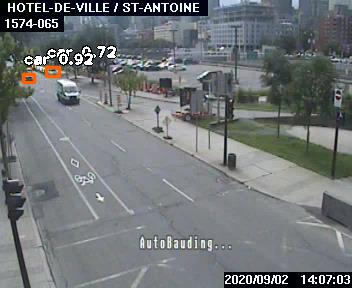 HOTEL-DE-VILLE / ST-ANTOINE
1574-065
car 0.72
car 0.92
AutoBauding...
2020/09/02 14:07:03